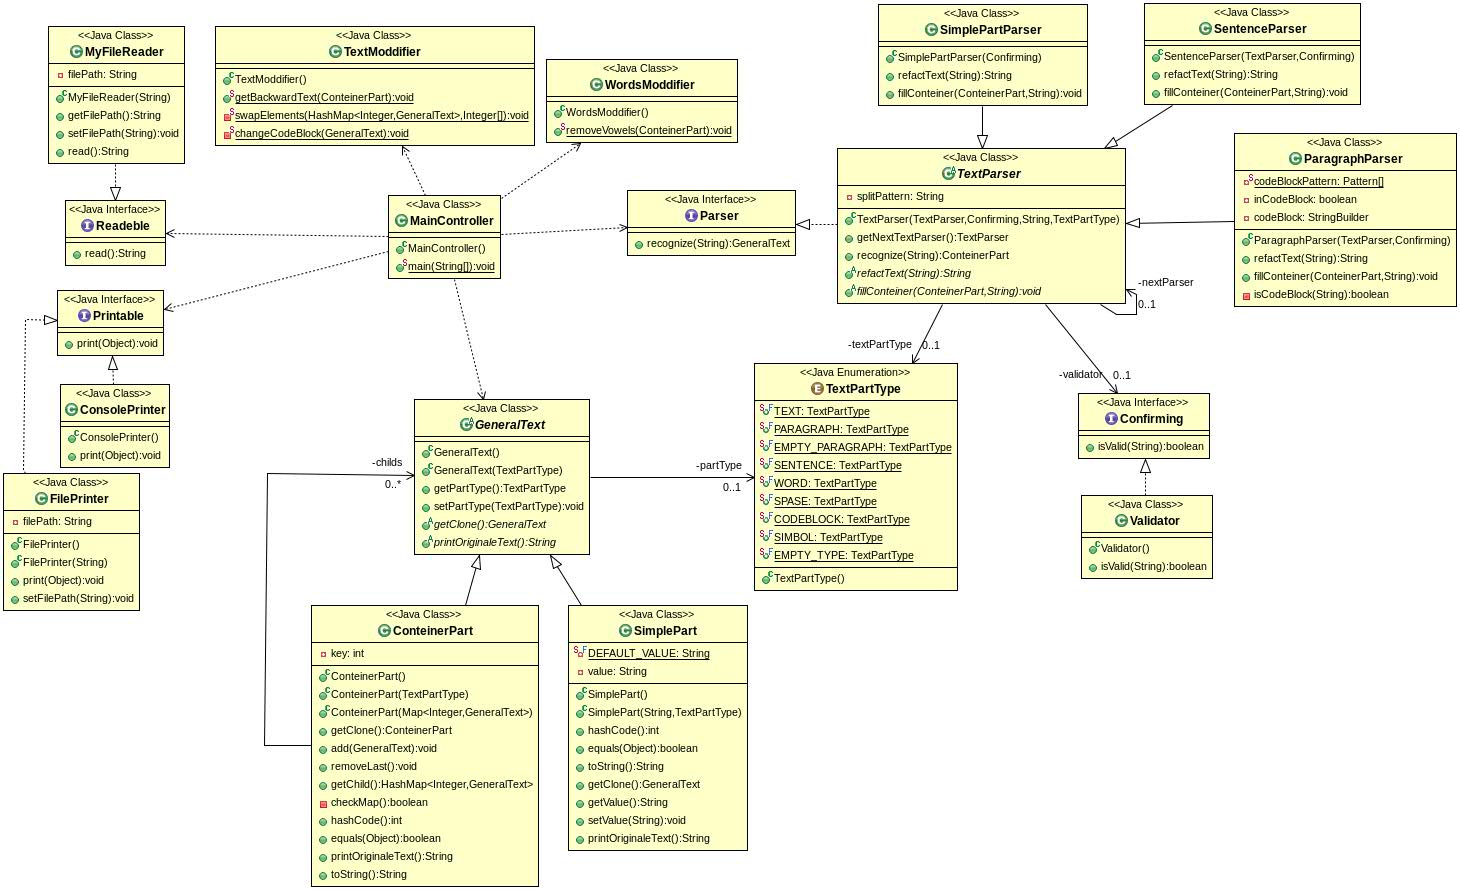 <<Java Class>>
MyFileReader
filePath: String
MyFileReader(String)
getFilePath():String
setFilePath(String):void
read():String
<<Java Class>>
TextModdifier
TextModdifier()
getBackwardText(ConteinerPart):void
swapElements(HashMap<Integer,GeneralText>,Integer[]):void
changeCodeBlock(GeneralText):void
<<Java Class>>
WordsModdifier
WordsModdifier()
removeVowels(ConteinerPart):void
<<Java Class>>
SimplePartParser
SimplePartParser(Confirming)
refactText(String):String
fillConteiner(ConteinerPart,String):void
<<Java Class>>
SentenceParser
SentenceParser(TextParser,Confirming)
refactText(String):String
fillConteiner(ConteinerPart,String):void
<<Java Class>>
ParagraphParser
codeBlockPattern: Pattern[]
inCodeBlock: boolean
codeBlock: StringBuilder
ParagraphParser(TextParser,Confirming)
refactText(String):String
fillConteiner(ConteinerPart,String):void
isCodeBlock(String):boolean
<<Java Class>>
TextParser
splitPattern: String
TextParser(TextParser,Confirming,String,TextPartType)
getNextTextParser():TextParser
recognize(String):ConteinerPart
refactText(String):String
fillConteiner(ConteinerPart,String):void
-nextParser
0..1
<<Java Interface>>
Readeble
read():String
<<Java Class>>
MainController
MainController()
main(String[]):void
<<Java Interface>>
Parser
recognize(String):GeneralText
<<Java Interface>>
Printable
print(Object):void
<<Java Class>>
ConsolePrinter
ConsolePrinter()
print(Object):void
<<Java Class>>
FilePrinter
filePath: String
FilePrinter()
FilePrinter(String)
print(Object):void
setFilePath(String):void
-textPartType
0..1
-validator
0..1
<<Java Class>>
GeneralText
GeneralText()
GeneralText(TextPartType)
getPartType():TextPartType
setPartType(TextPartType):void
getClone():GeneralText
printOriginaleText():String
-childs
0..*
-partType
0..1
<<Java Enumeration>>
TextPartType
TEXT: TextPartType
PARAGRAPH: TextPartType
EMPTY_PARAGRAPH: TextPartType
SENTENCE: TextPartType
WORD: TextPartType
SPASE: TextPartType
CODEBLOCK: TextPartType
SIMBOL: TextPartType
EMPTY_TYPE: TextPartType
TextPartType()
<<Java Interface>>
Confirming
isValid(String):boolean
<<Java Class>>
Validator
Validator()
isValid(String):boolean
<<Java Class>>
ConteinerPart
key: int
ConteinerPart()
ConteinerPart(TextPartType)
ConteinerPart(Map<Integer,GeneralText>)
getClone():ConteinerPart
add(GeneralText):void
removeLast():void
getChild():HashMap<Integer,GeneralText>
checkMap():boolean
hashCode():int
equals(Object):boolean
printOriginaleText():String
toString():String
<<Java Class>>
SimplePart
DEFAULT_VALUE: String
value: String
SimplePart()
SimplePart(String,TextPartType)
hashCode():int
equals(Object):boolean
toString():String
getClone():GeneralText
getValue():String
setValue(String):void
printOriginaleText():String